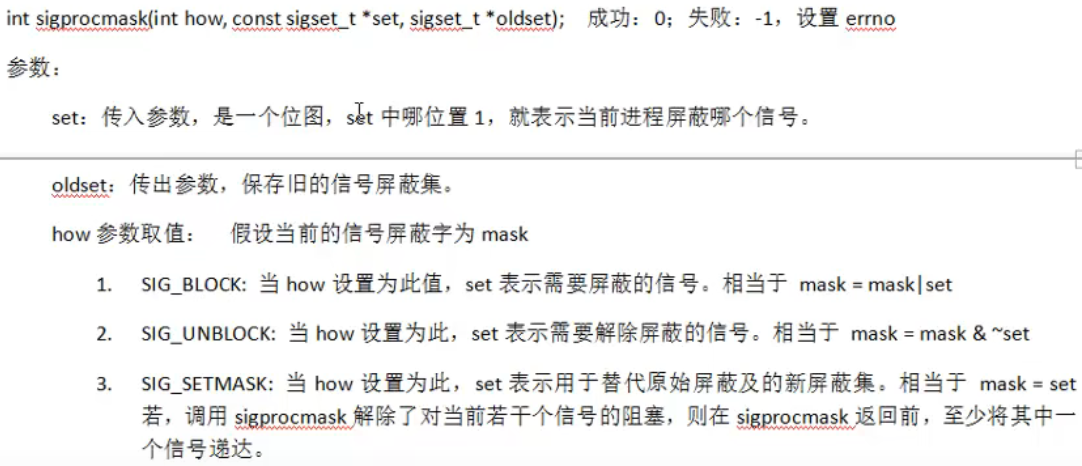 int sigprocmask(int how, const sigset_t *set, sigset_t *oldset); 成功：0；失败：-1，设置 errno
参数：
set：传入参数，是一个位图，set 中哪位置 1，就表示当前进程屏蔽哪个信号。
oldset：传出参数，保存旧的信号屏蔽集。
how 参数取值： 假设当前的信号屏蔽字为 mask
1. SIG_BLOCK: 当 how 设置为此值，set 表示需要屏蔽的信号。相当于 mask = mask|set
2. SIG_UNBLOCK: 当 how 设置为此，set 表示需要解除屏蔽的信号。相当于 mask = mask & ~set
3. SIG_SETMASK: 当 how 设置为此，set 表示用于替代原始屏蔽及的新屏蔽集。相当于 mask = set
若，调用 sigprocmask 解除了对当前若干个信号的阻塞，则在 sigprocmask 返回前，至少将其中一
个信号递达。